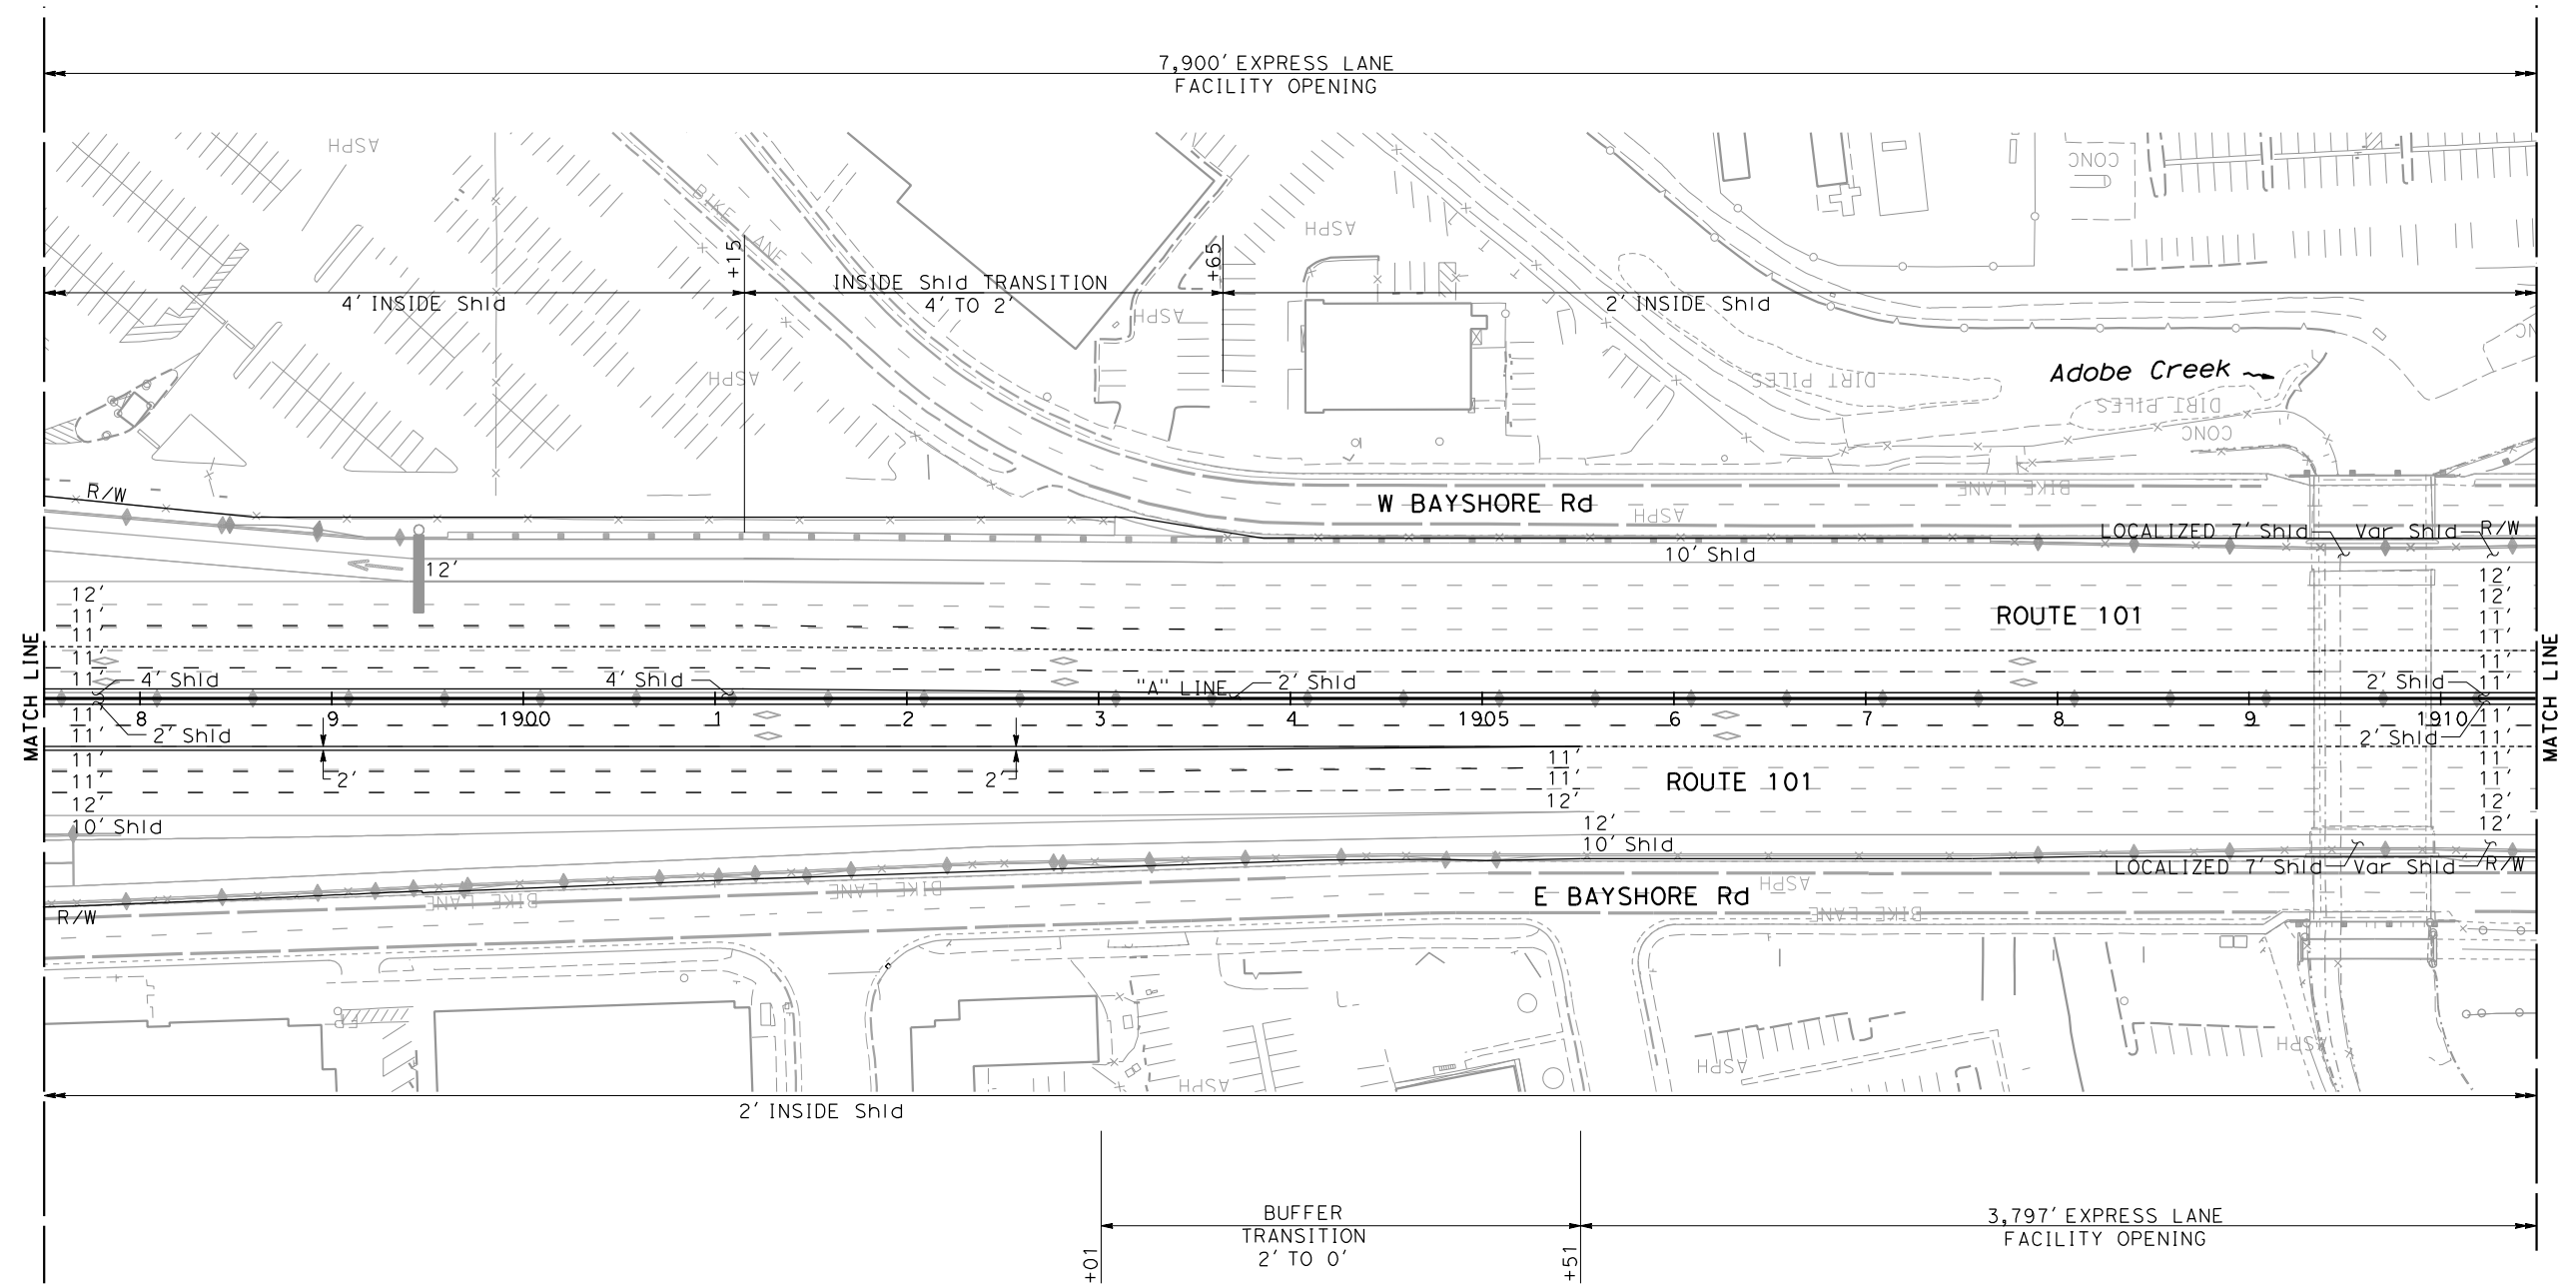 7,900' EXPRESS LANE
FACILITY OPENING
ASPH
BIKE LANE
+15
+65
INSIDE Shld TRANSITION
4' TO 2'
4' INSIDE Shld
2' INSIDE Shld
ASPH
ASPH
ASPH
CONC
DIRT PILES
DIRT PILES
CONC
Adobe Creek
R/W
W BAYSHORE Rd
ASPH
BIKE LANE
LOCALIZED 7' Shld
Var Shld
R/W
10' Shld
12'
12'
11'
11'
11'
11'
12'
12'
11'
11'
11'
11'
ROUTE 101
4' Shld
4' Shld
"A" LINE
2' Shld
2' Shld
MATCH LINE
MATCH LINE
8 9 1900 1 2 3 4 1905 6 7 8 9 1910
2' Shld
2' Shld
11'
11'
11'
11'
12'
10' Shld
2'
2'
11'
11'
12'
12'
10' Shld
ROUTE 101
11'
11'
11'
11'
12'
12'
LOCALIZED 7' Shld
Var Shld
R/W
R/W
BIKE LANE
BIKE LANE
E BAYSHORE Rd
ASPH
BIKE LANE
EP
ASPH
ASPH
ASPH
2' INSIDE Shld
+01
BUFFER
TRANSITION
2' TO 0'
+51
3,797' EXPRESS LANE
FACILITY OPENING